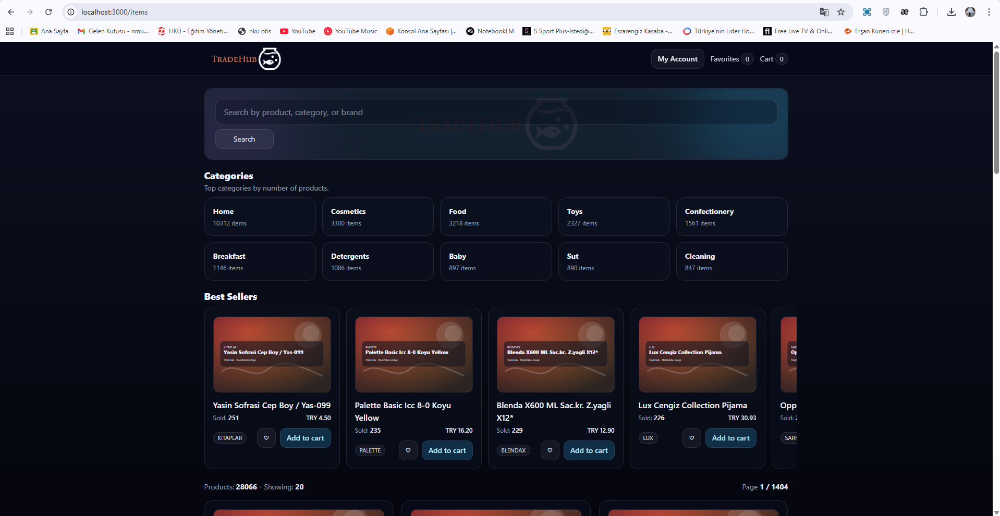 localhost:3000/items
Ana Sayfa
Gelen Kutusu - nmu...
HKÜ - Eğitim Yöneti...
hku obs
YouTube
YouTube Music
Konsol Ana Sayfası |...
NotebookLM
S Sport Plus-İstediğі...
Esrarengiz Kasaba -...
Türkiye'nin Lider Ho...
Free Live TV & Onli...
Erşan Kuneri izle | H...
TRADEHUB
My Account
Favorites 0
Cart 0
Search by product, category, or brand
TRADEHUB
Search
Categories
Top categories by number of products.
Home
10312 items
Cosmetics
3300 items
Food
3218 items
Toys
2327 items
Confectionery
1561 items
Breakfast
1146 items
Detergents
1086 items
Baby
897 items
Sut
890 items
Cleaning
847 items
Best Sellers
KITAPLAR
Yasin Sofrasi Cep Boy / Yas-099
TradeHub • Placeholder image
Yasin Sofrasi Cep Boy / Yas-099
Sold: 251
TRY 4.50
KITAPLAR
♡
Add to cart
PALETTE
Palette Basic Icc 8-0 Koyu Yellow
TradeHub • Placeholder image
Palette Basic Icc 8-0 Koyu
Yellow
Sold: 235
TRY 16.20
PALETTE
♡
Add to cart
BLENDAX
Blenda X600 ML Sac.kr. Z.yagli X12*
TradeHub • Placeholder image
Blenda X600 ML Sac.kr. Z.yagli
X12*
Sold: 229
TRY 12.90
BLENDAX
♡
Add to cart
LUX
Lux Cengiz Collection Pijama
TradeHub • Placeholder image
Lux Cengiz Collection Pijama
Sold: 226
TRY 30.93
LUX
♡
Add to cart
Opp
Sold:
Products: 28066 • Showing: 20
Page 1 / 1404